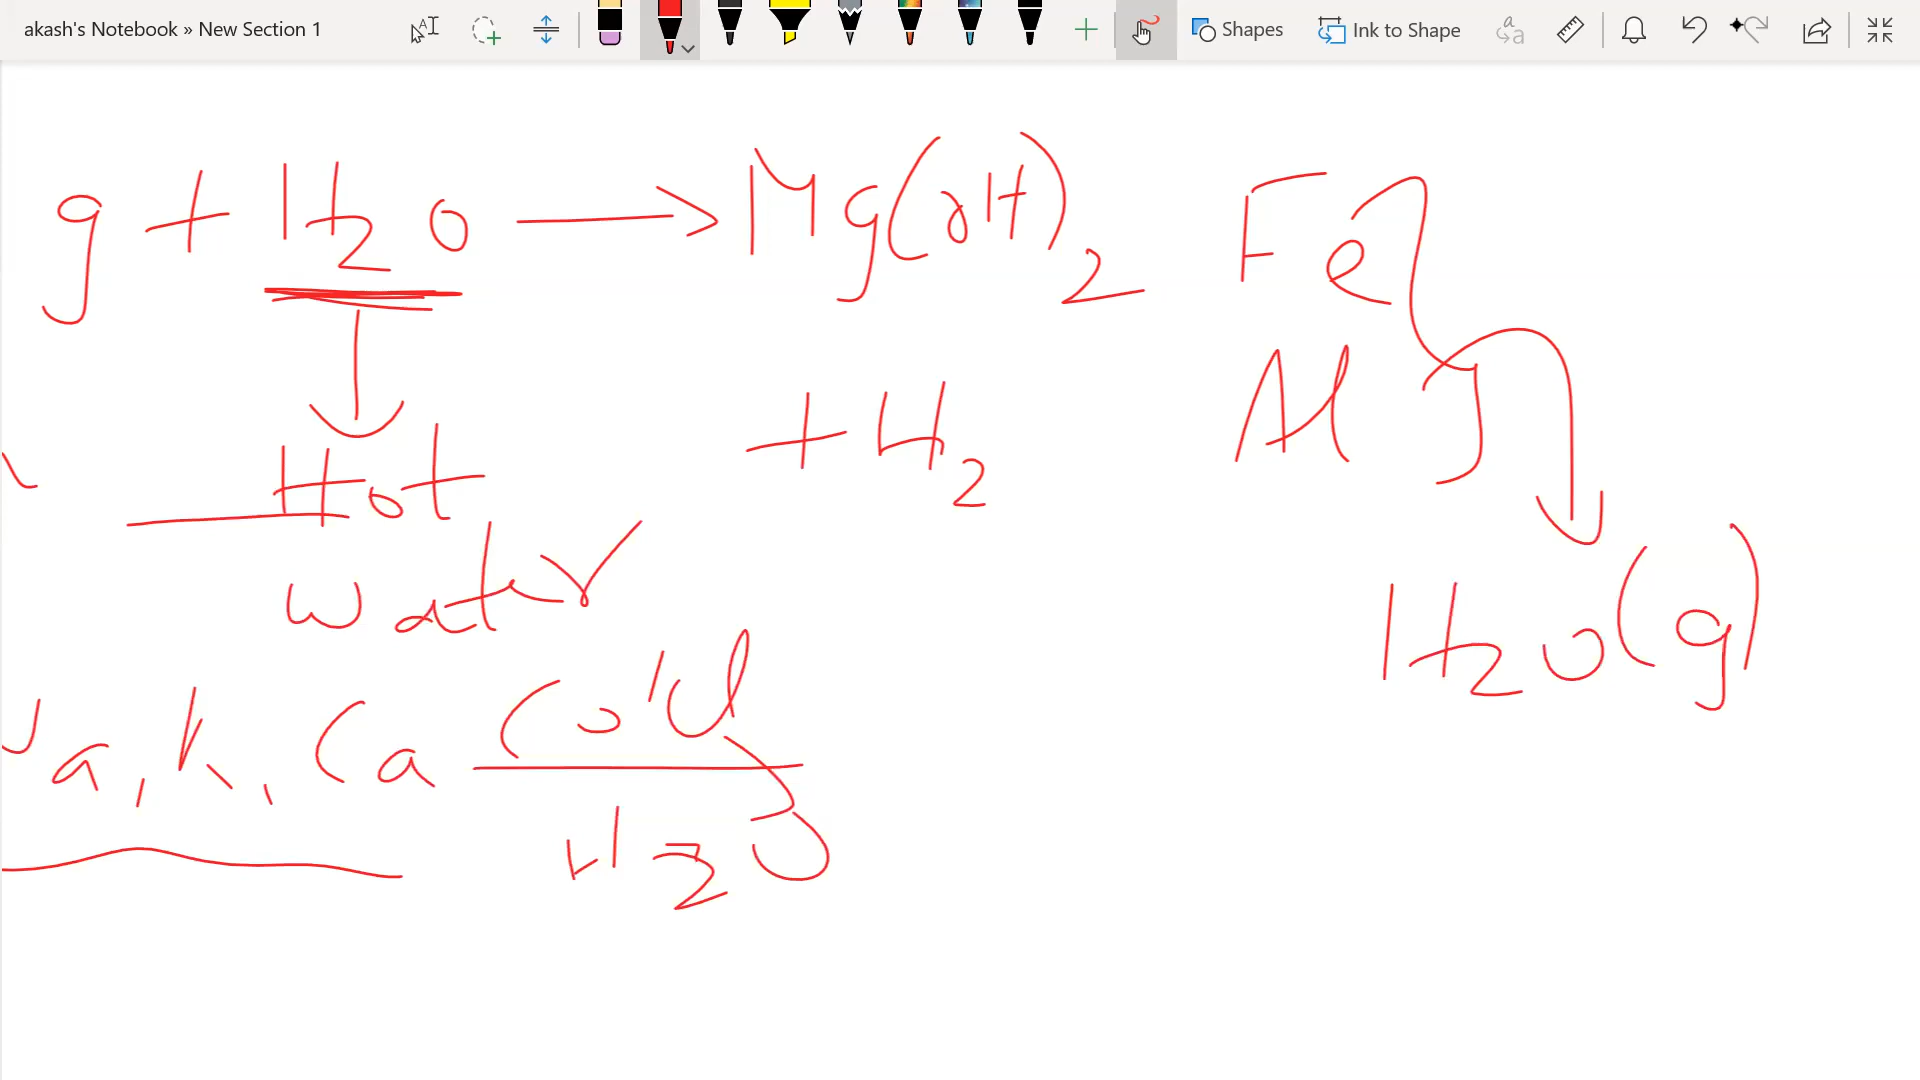 akash's Notebook » New Section 1
Shapes
Ink to Shape
g + H2O → Mg(OH)2
+ H2
Hot
water
a, K, Ca Cold
H2O
Fe
Al
H2O(g)